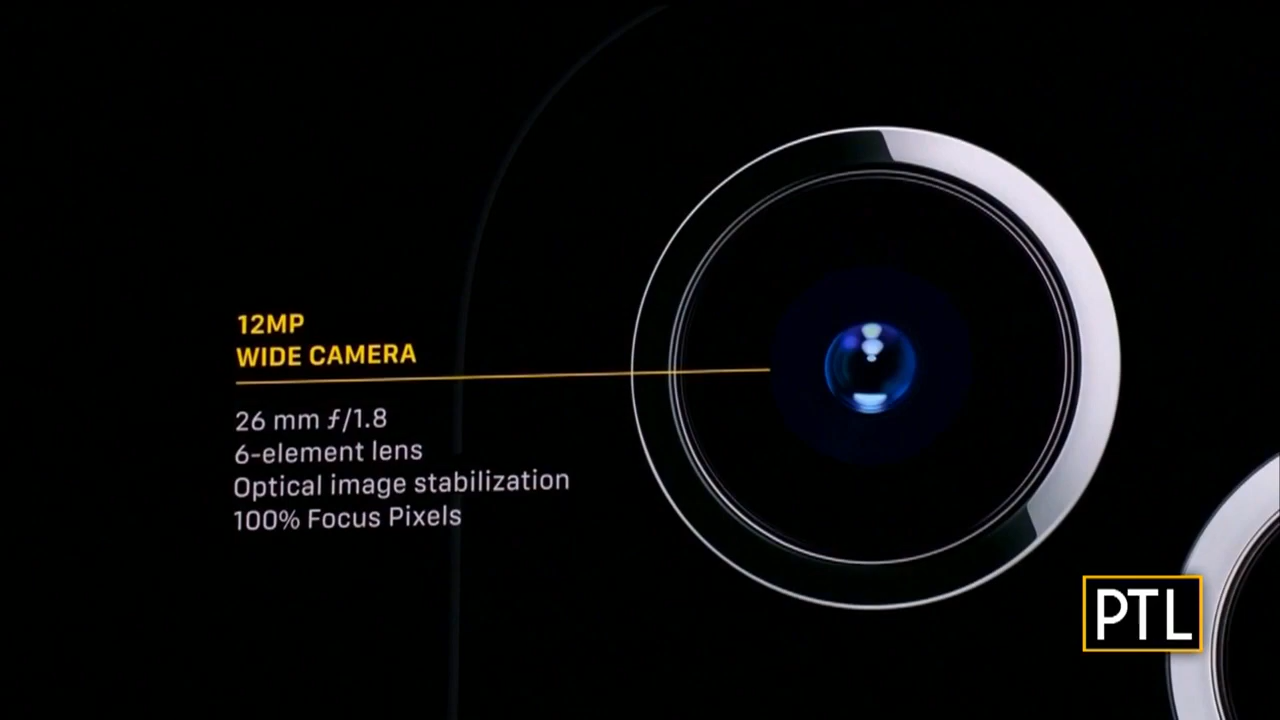 12MP
WIDE CAMERA
26 mm ƒ/1.8
6-element lens
Optical image stabilization
100% Focus Pixels
PTL